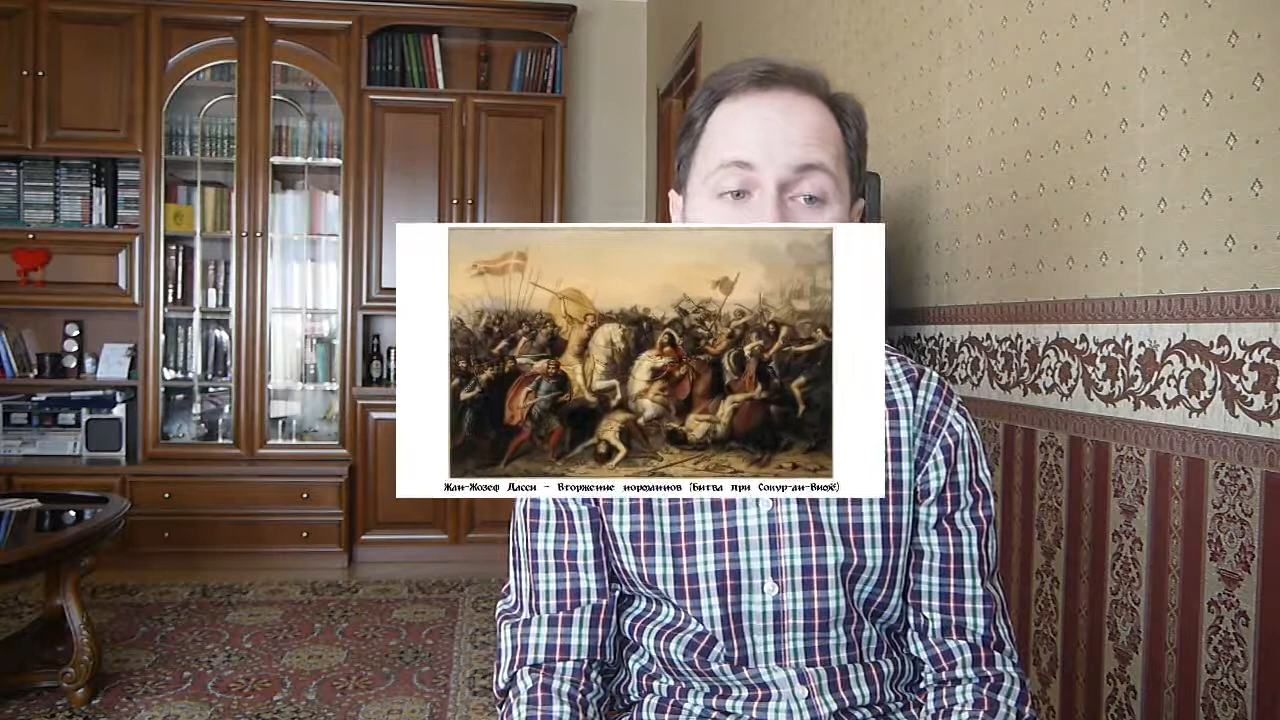 Жан-Жозеф Дасси - Вторжение норманнов (Битва при Сокур-ан-Вимё)